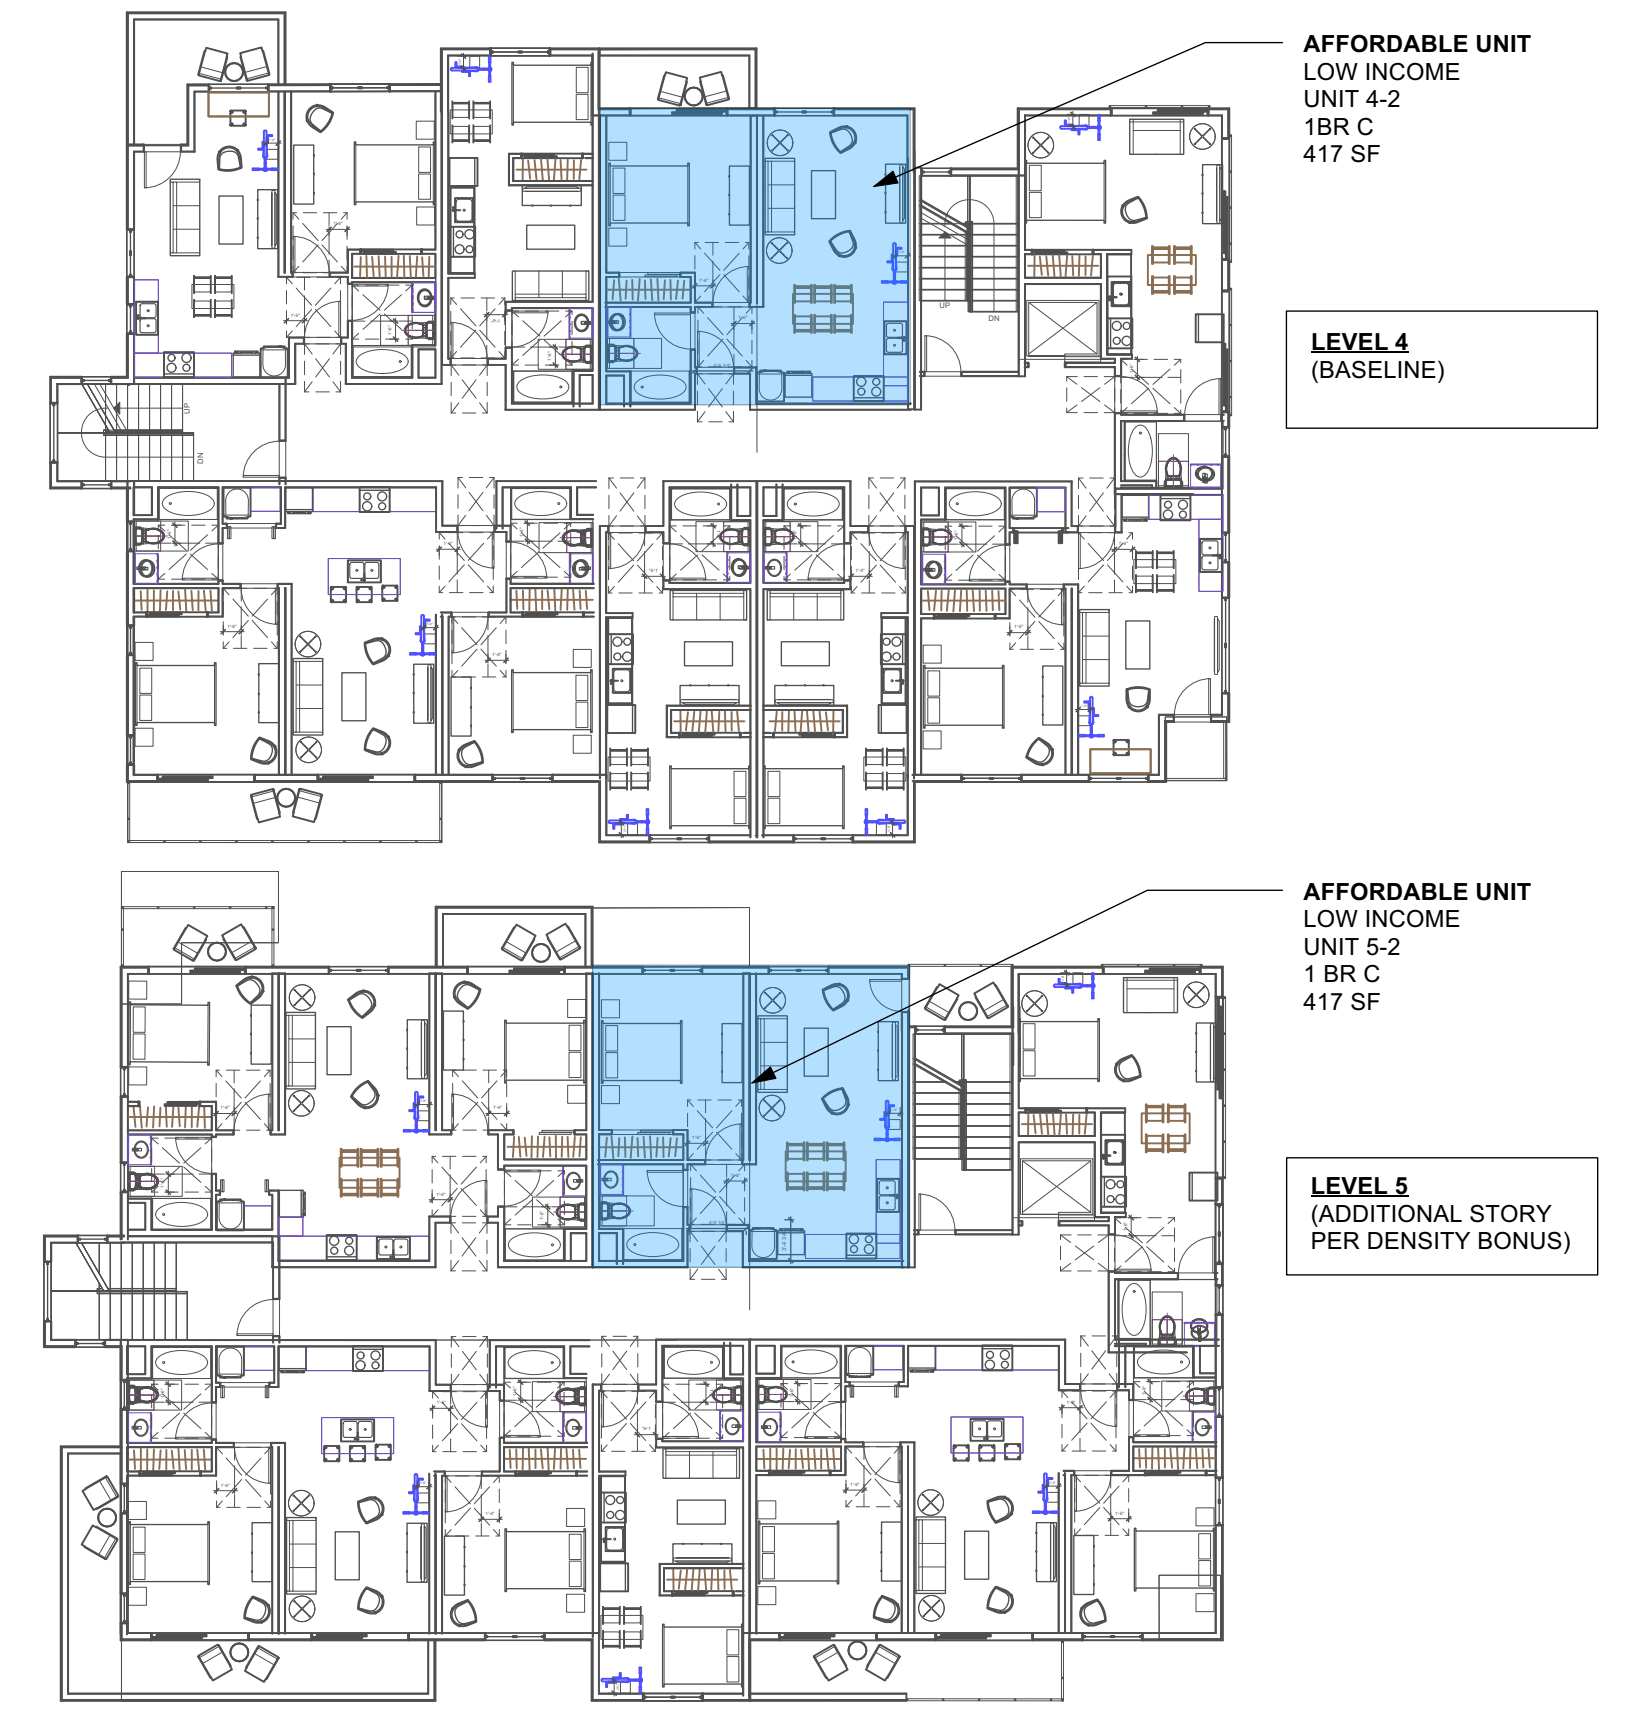 AFFORDABLE UNIT
LOW INCOME
UNIT 4-2
1BR C
417 SF
UP
DN
LEVEL 4
(BASELINE)
UP
DN
AFFORDABLE UNIT
LOW INCOME
UNIT 5-2
1 BR C
417 SF
LEVEL 5
(ADDITIONAL STORY
PER DENSITY BONUS)